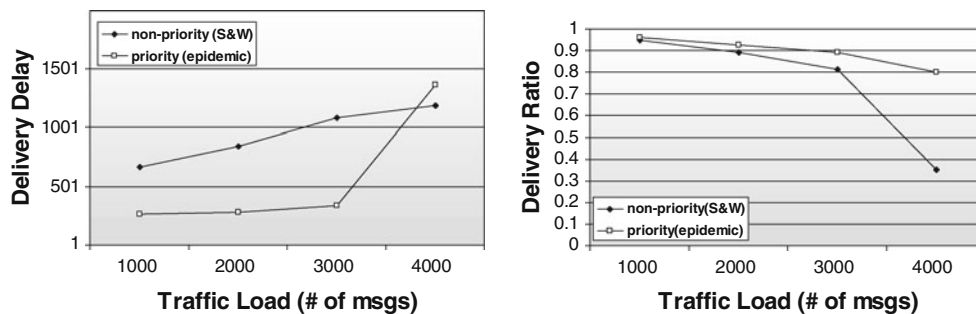 Delivery Delay
1501
1001
501
1
non-priority (S&W)
priority (epidemic)
1000 2000 3000 4000
Traffic Load (# of msgs)
Delivery Ratio
1
0.9
0.8
0.7
0.6
0.5
0.4
0.3
0.2
0.1
0
non-priority(S&W)
priority(epidemic)
1000 2000 3000 4000
Traffic Load (# of msgs)